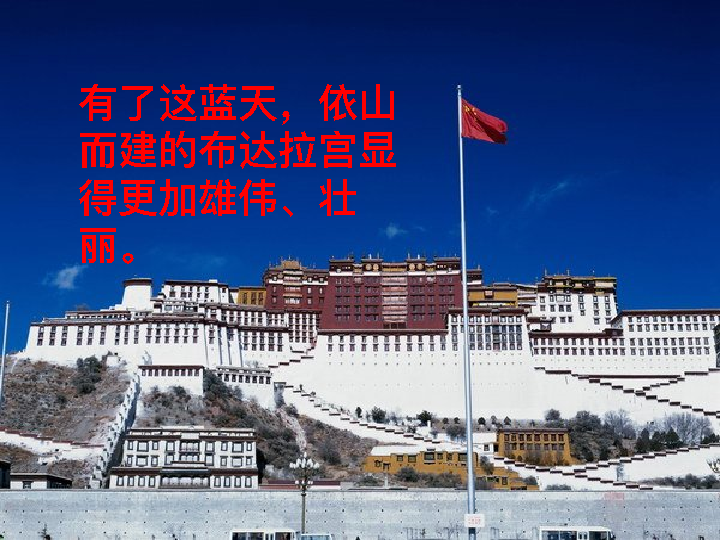 有了这蓝天，依山
而建的布达拉宫显
得更加雄伟、壮
丽。